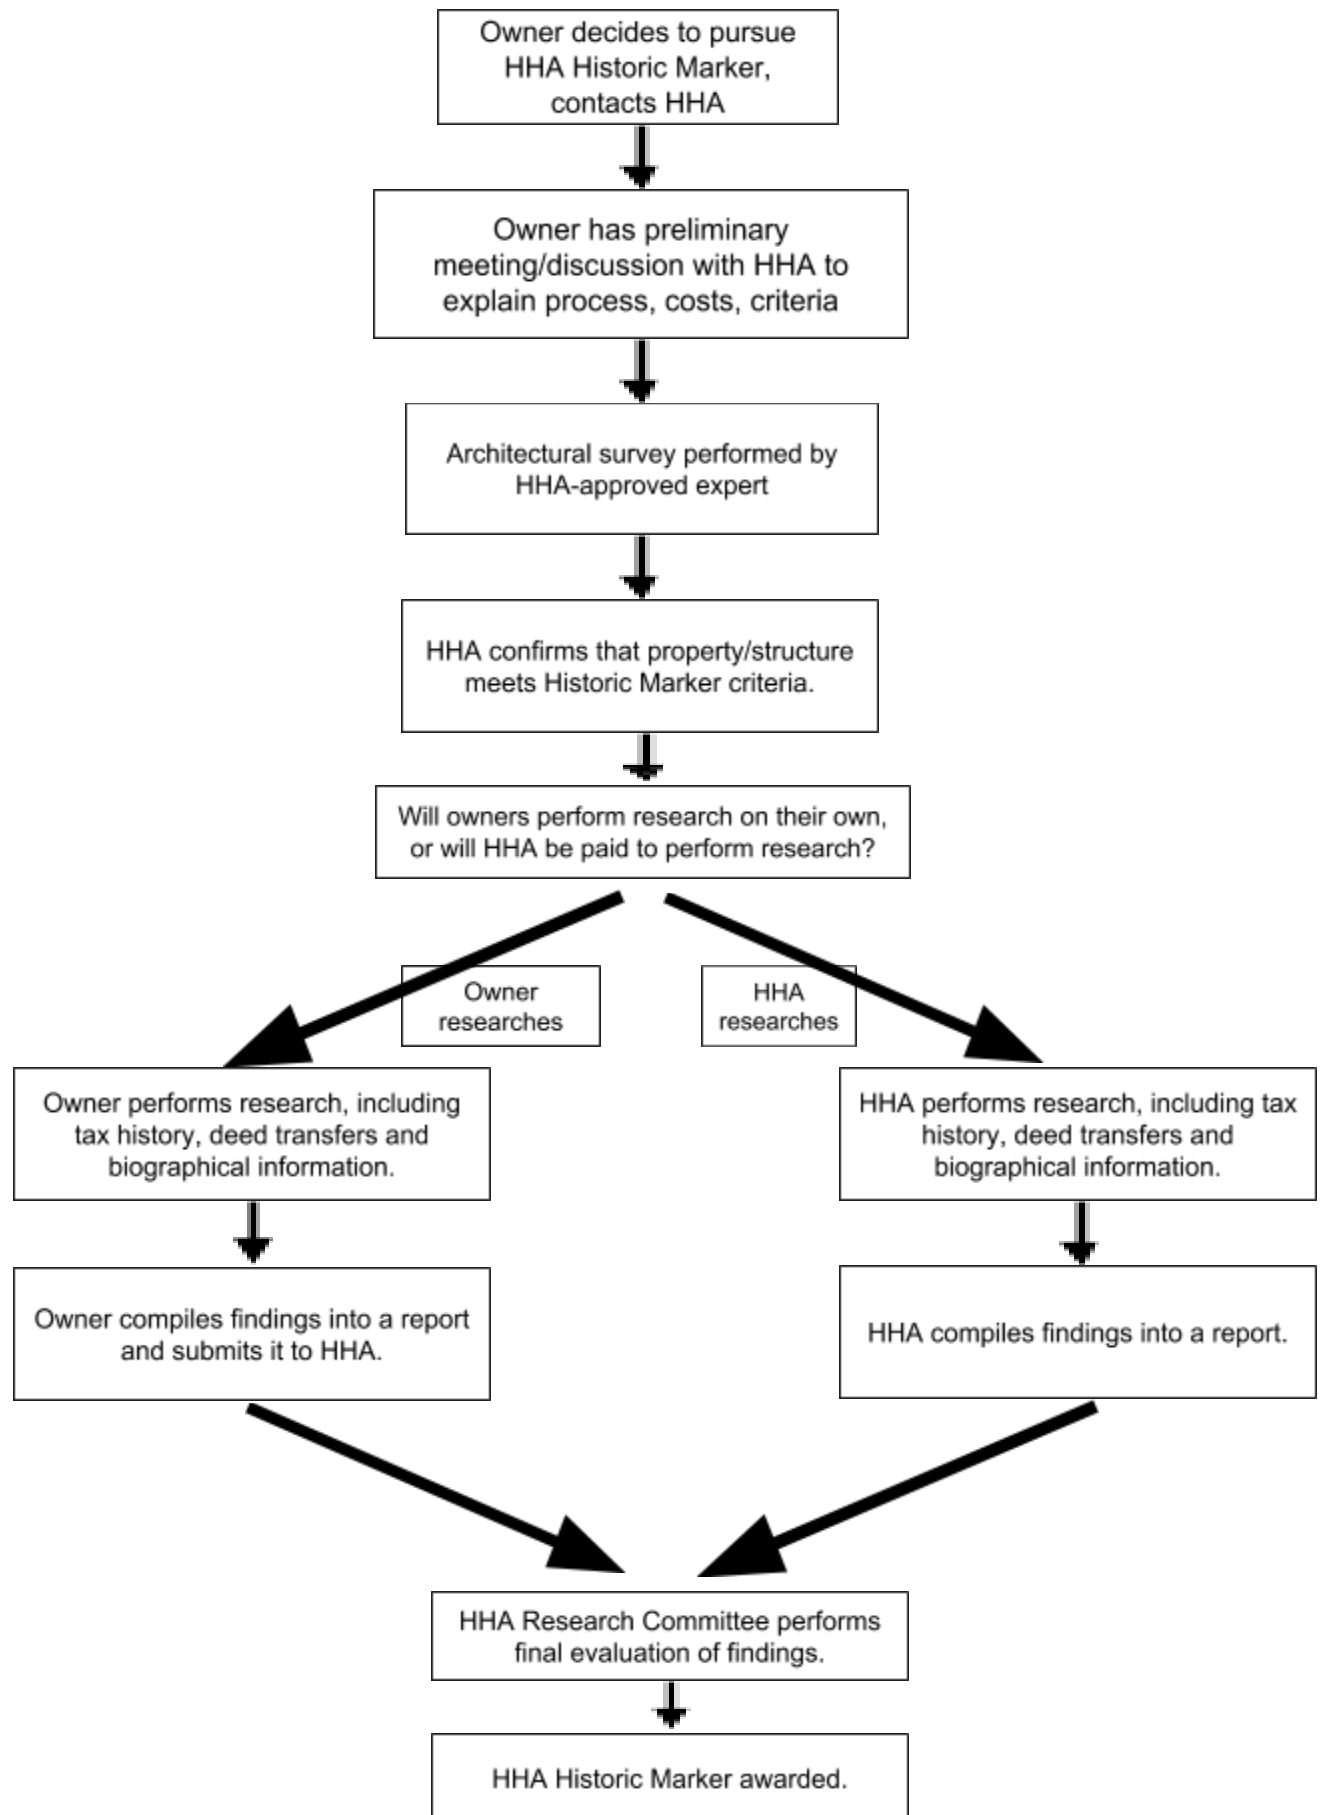 Owner decides to pursue
HHA Historic Marker,
contacts HHA
Owner has preliminary
meeting/discussion with HHA to
explain process, costs, criteria
Architectural survey performed by
HHA-approved expert
HHA confirms that property/structure
meets Historic Marker criteria.
Will owners perform research on their own,
or will HHA be paid to perform research?
Owner
researches
HHA
researches
Owner performs research, including
tax history, deed transfers and
biographical information.
HHA performs research, including tax
history, deed transfers and
biographical information.
Owner compiles findings into a report
and submits it to HHA.
HHA compiles findings into a report.
HHA Research Committee performs
final evaluation of findings.
HHA Historic Marker awarded.